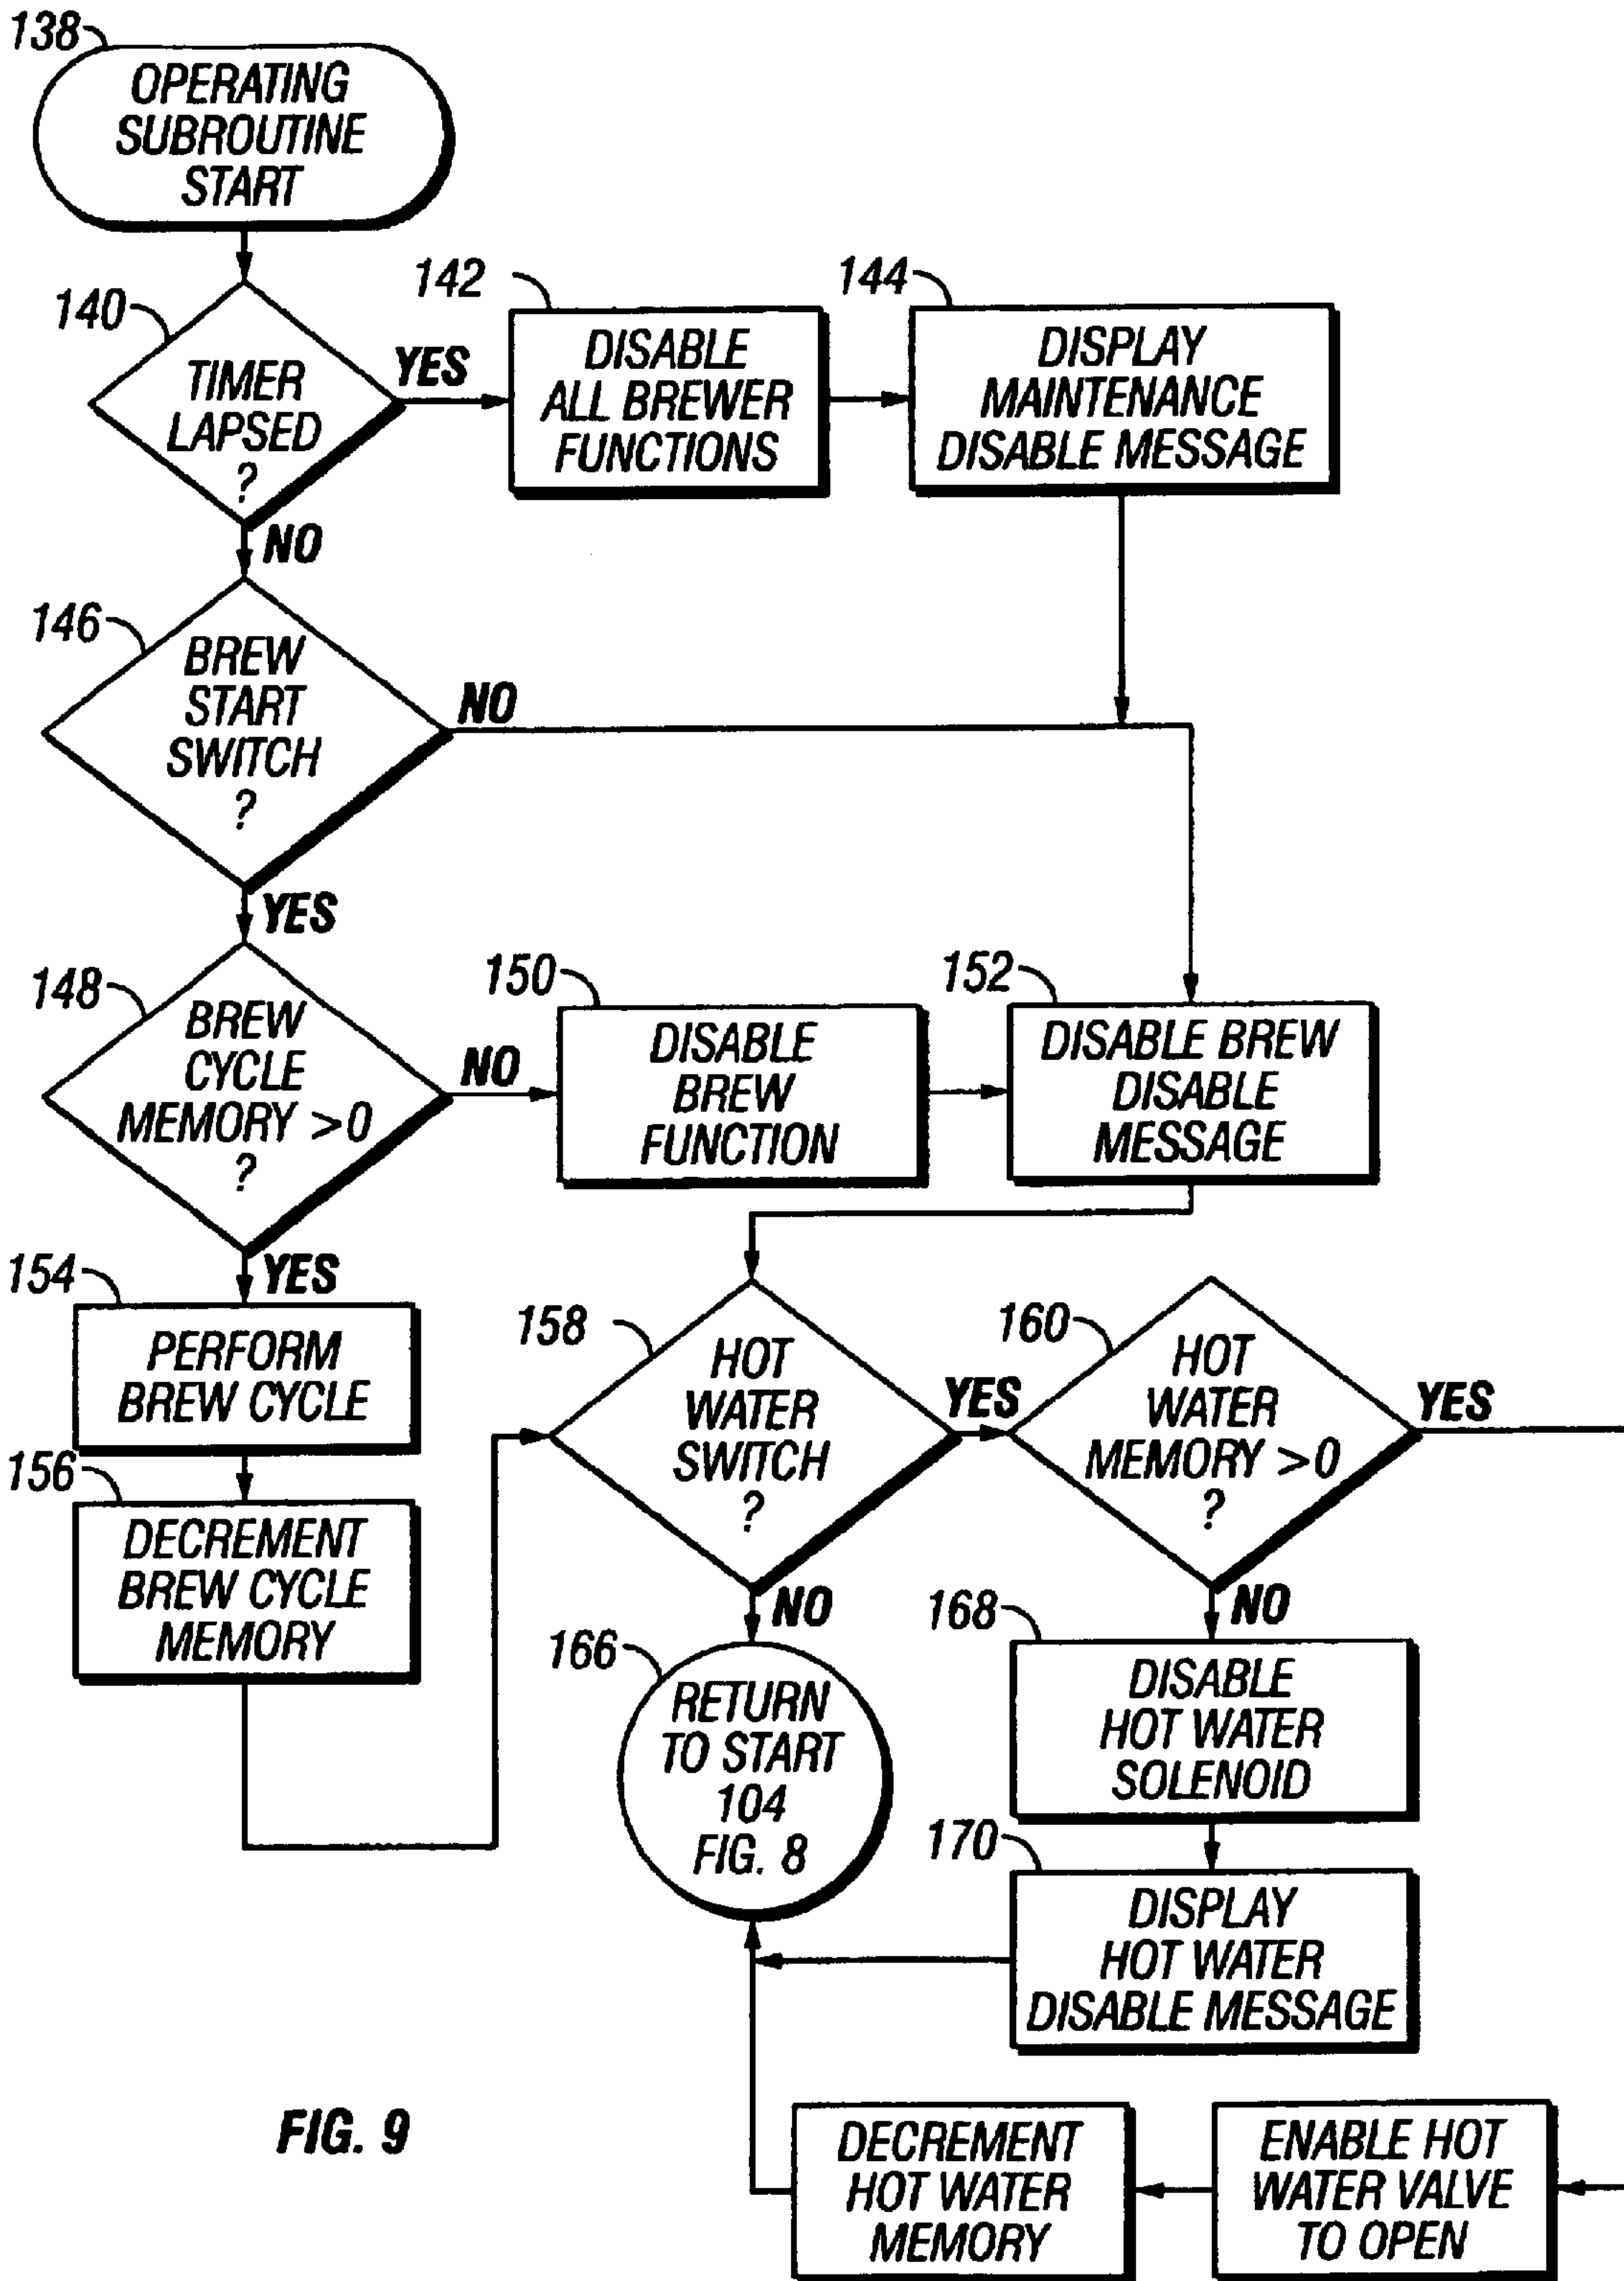 138
OPERATING
SUBROUTINE
START
140
TIMER
LAPSED
?
YES
NO
142
DISABLE
ALL BREWER
FUNCTIONS
144
DISPLAY
MAINTENANCE
DISABLE MESSAGE
146
BREW
START
SWITCH
?
NO
YES
148
BREW
CYCLE
MEMORY >0
?
NO
YES
150
DISABLE
BREW
FUNCTION
152
DISABLE BREW
DISABLE
MESSAGE
154
PERFORM
BREW CYCLE
156
DECREMENT
BREW CYCLE
MEMORY
158
HOT
WATER
SWITCH
?
YES
NO
160
HOT
WATER
MEMORY >0
?
YES
NO
166
RETURN
TO START
104
FIG. 8
168
DISABLE
HOT WATER
SOLENOID
170
DISPLAY
HOT WATER
DISABLE MESSAGE
DECREMENT
HOT WATER
MEMORY
ENABLE HOT
WATER VALVE
TO OPEN
FIG. 9